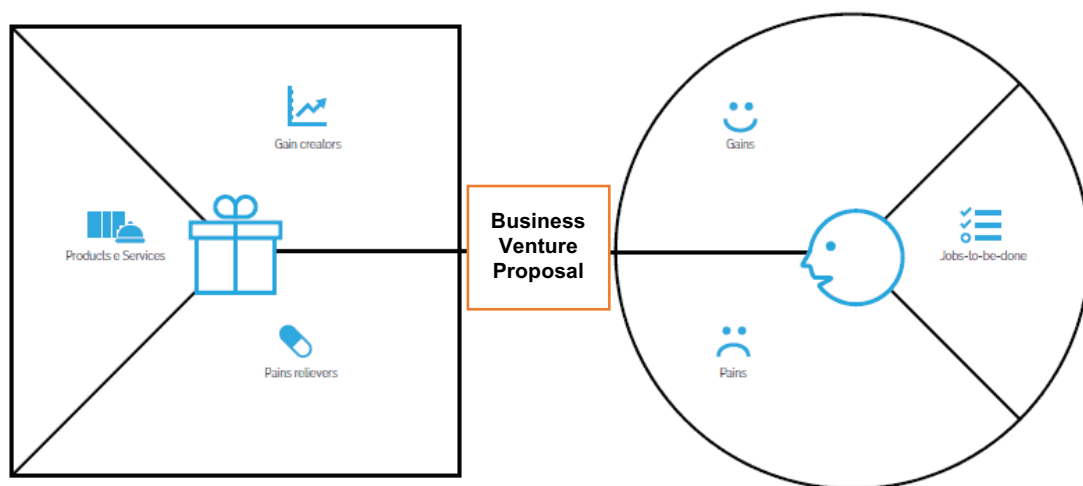 Gain creators
Products e Services
Pains relievers
Business
Venture
Proposal
Gains
Jobs-to-be-done
Pains